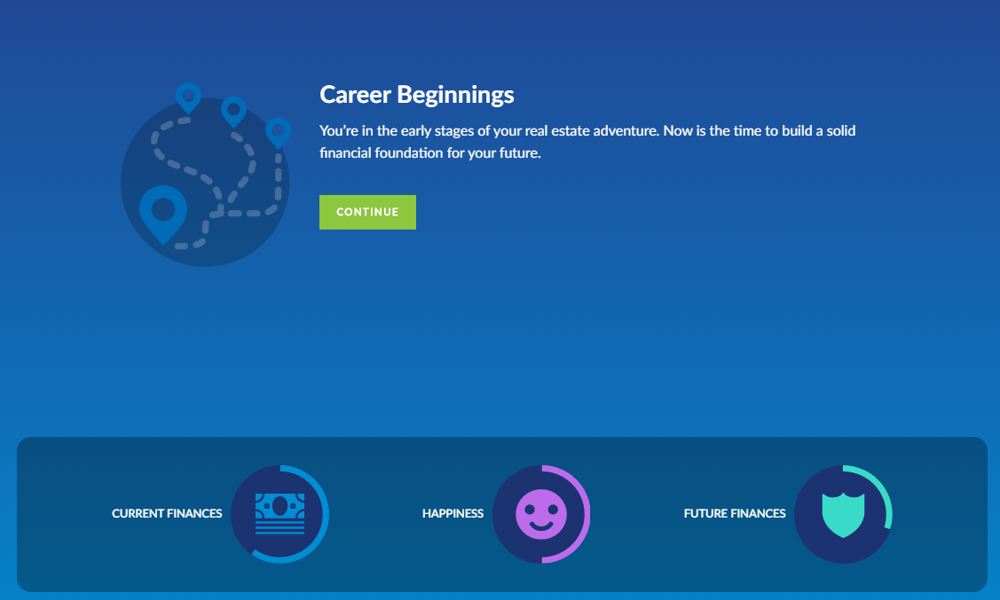 Career Beginnings
You're in the early stages of your real estate adventure. Now is the time to build a solid
financial foundation for your future.
CONTINUE
CURRENT FINANCES
HAPPINESS
FUTURE FINANCES